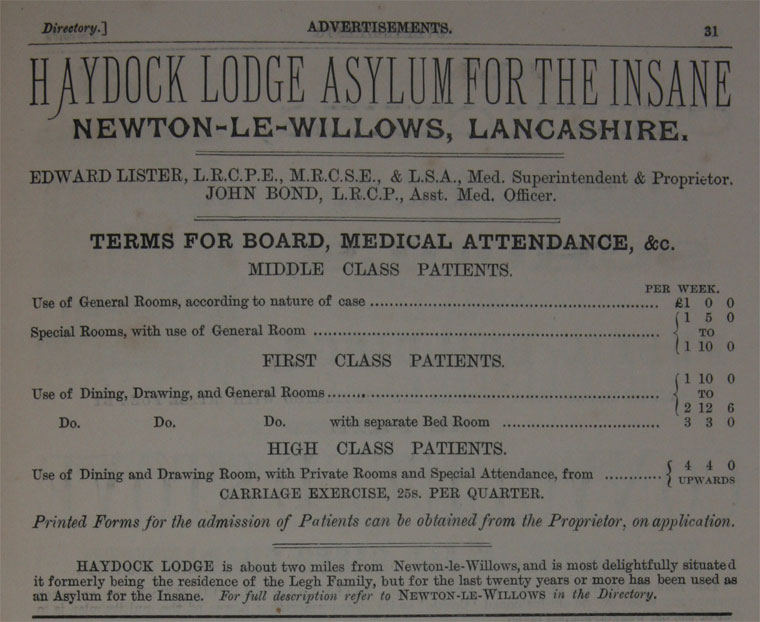 Directory.] ADVERTISEMENTS. 31
HAYDOCK LODGE ASYLUM FOR THE INSANE
NEWTON-LE-WILLOWS, LANCASHIRE.
EDWARD LISTER, L.R.C.P.E., M.R.C.S.E., & L.S.A., Med. Superintendent & Proprietor.
JOHN BOND, L.R.C.P., Asst. Med. Officer.
TERMS FOR BOARD, MEDICAL ATTENDANCE, &c.
MIDDLE CLASS PATIENTS.
PER WEEK.
Use of General Rooms, according to nature of case ........ £1 0 0
Special Rooms, with use of General Room ........ { 1 5 0
TO
1 10 0
FIRST CLASS PATIENTS.
Use of Dining, Drawing, and General Rooms ........ { 1 10 0
TO
2 12 6
Do. Do. Do. with separate Bed Room ........ 3 3 0
HIGH CLASS PATIENTS.
Use of Dining and Drawing Room, with Private Rooms and Special Attendance, from ........ { 4 4 0
UPWARDS
CARRIAGE EXERCISE, 25s. PER QUARTER.
Printed Forms for the admission of Patients can be obtained from the Proprietor, on application.
HAYDOCK LODGE is about two miles from Newton-le-Willows, and is most delightfully situated
it formerly being the residence of the Legh Family, but for the last twenty years or more has been used as
an Asylum for the Insane. For full description refer to NEWTON-LE-WILLOWS in the Directory.